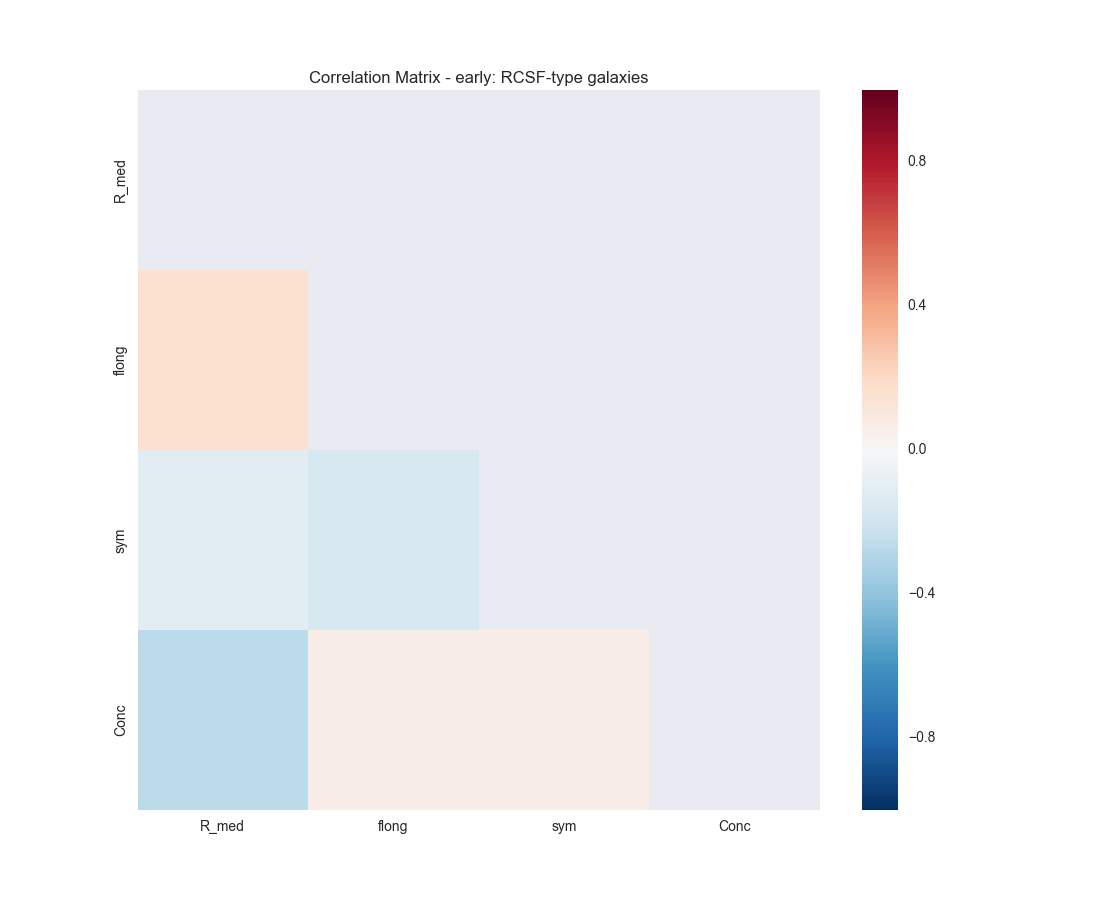 Correlation Matrix - early: RCSF-type galaxies
R_med
flong
sym
Conc
R_med
flong
sym
Conc
0.8
0.4
0.0
−0.4
−0.8